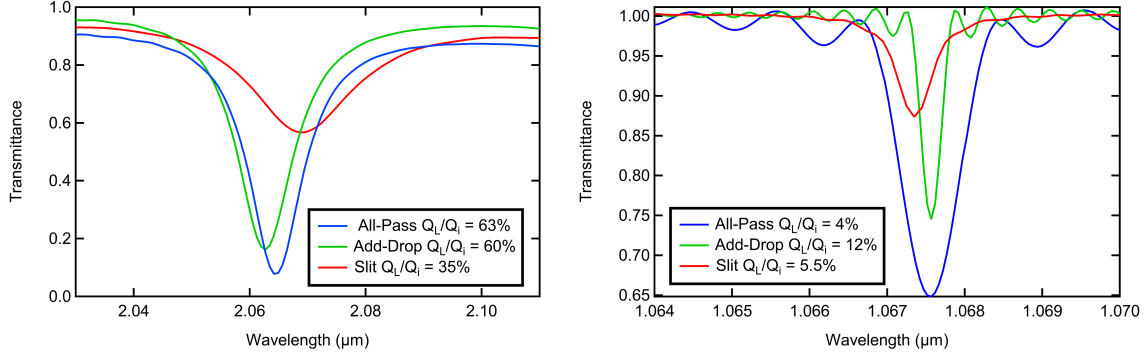 Transmittance
1.0
0.8
0.6
0.4
0.2
0.0
2.04
2.06
2.08
2.10
Wavelength (µm)
All-Pass Q_L/Q_i = 63%
Add-Drop Q_L/Q_i = 60%
Slit Q_L/Q_i = 35%
Transmittance
1.00
0.95
0.90
0.85
0.80
0.75
0.70
0.65
1.064
1.065
1.066
1.067
1.068
1.069
1.070
Wavelength (µm)
All-Pass Q_L/Q_i = 4%
Add-Drop Q_L/Q_i = 12%
Slit Q_L/Q_i = 5.5%